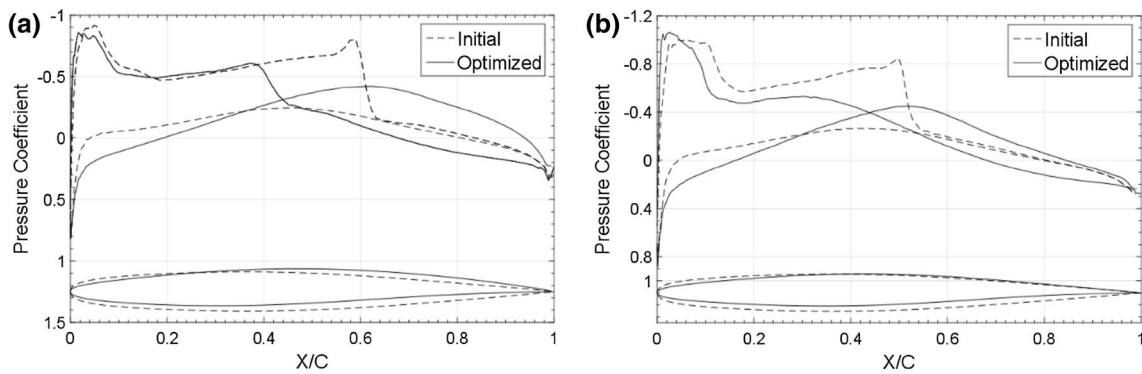 (a)
Pressure Coefficient
-1
-0.5
0
0.5
1
1.5
Initial
Optimized
0
0.2
0.4
0.6
0.8
1
X/C
(b)
Pressure Coefficient
-1.2
-0.8
-0.4
0
0.4
0.8
1
Initial
Optimized
0
0.2
0.4
0.6
0.8
1
X/C